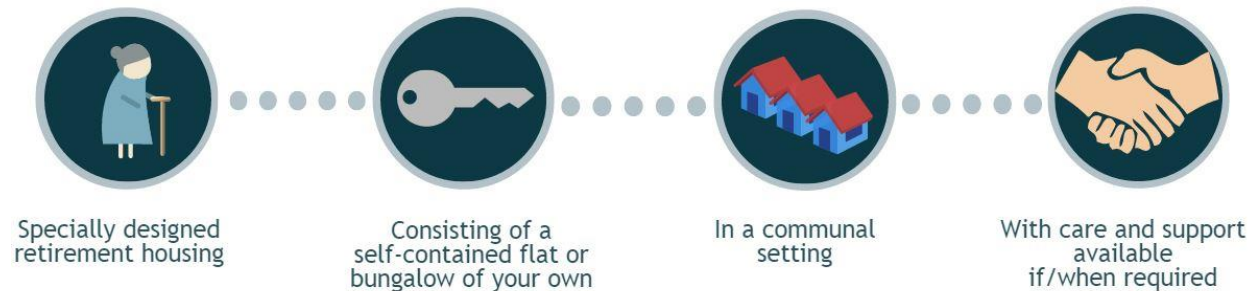 Specially designed
retirement housing
Consisting of a
self-contained flat or
bungalow of your own
In a communal
setting
With care and support
available
if/when required